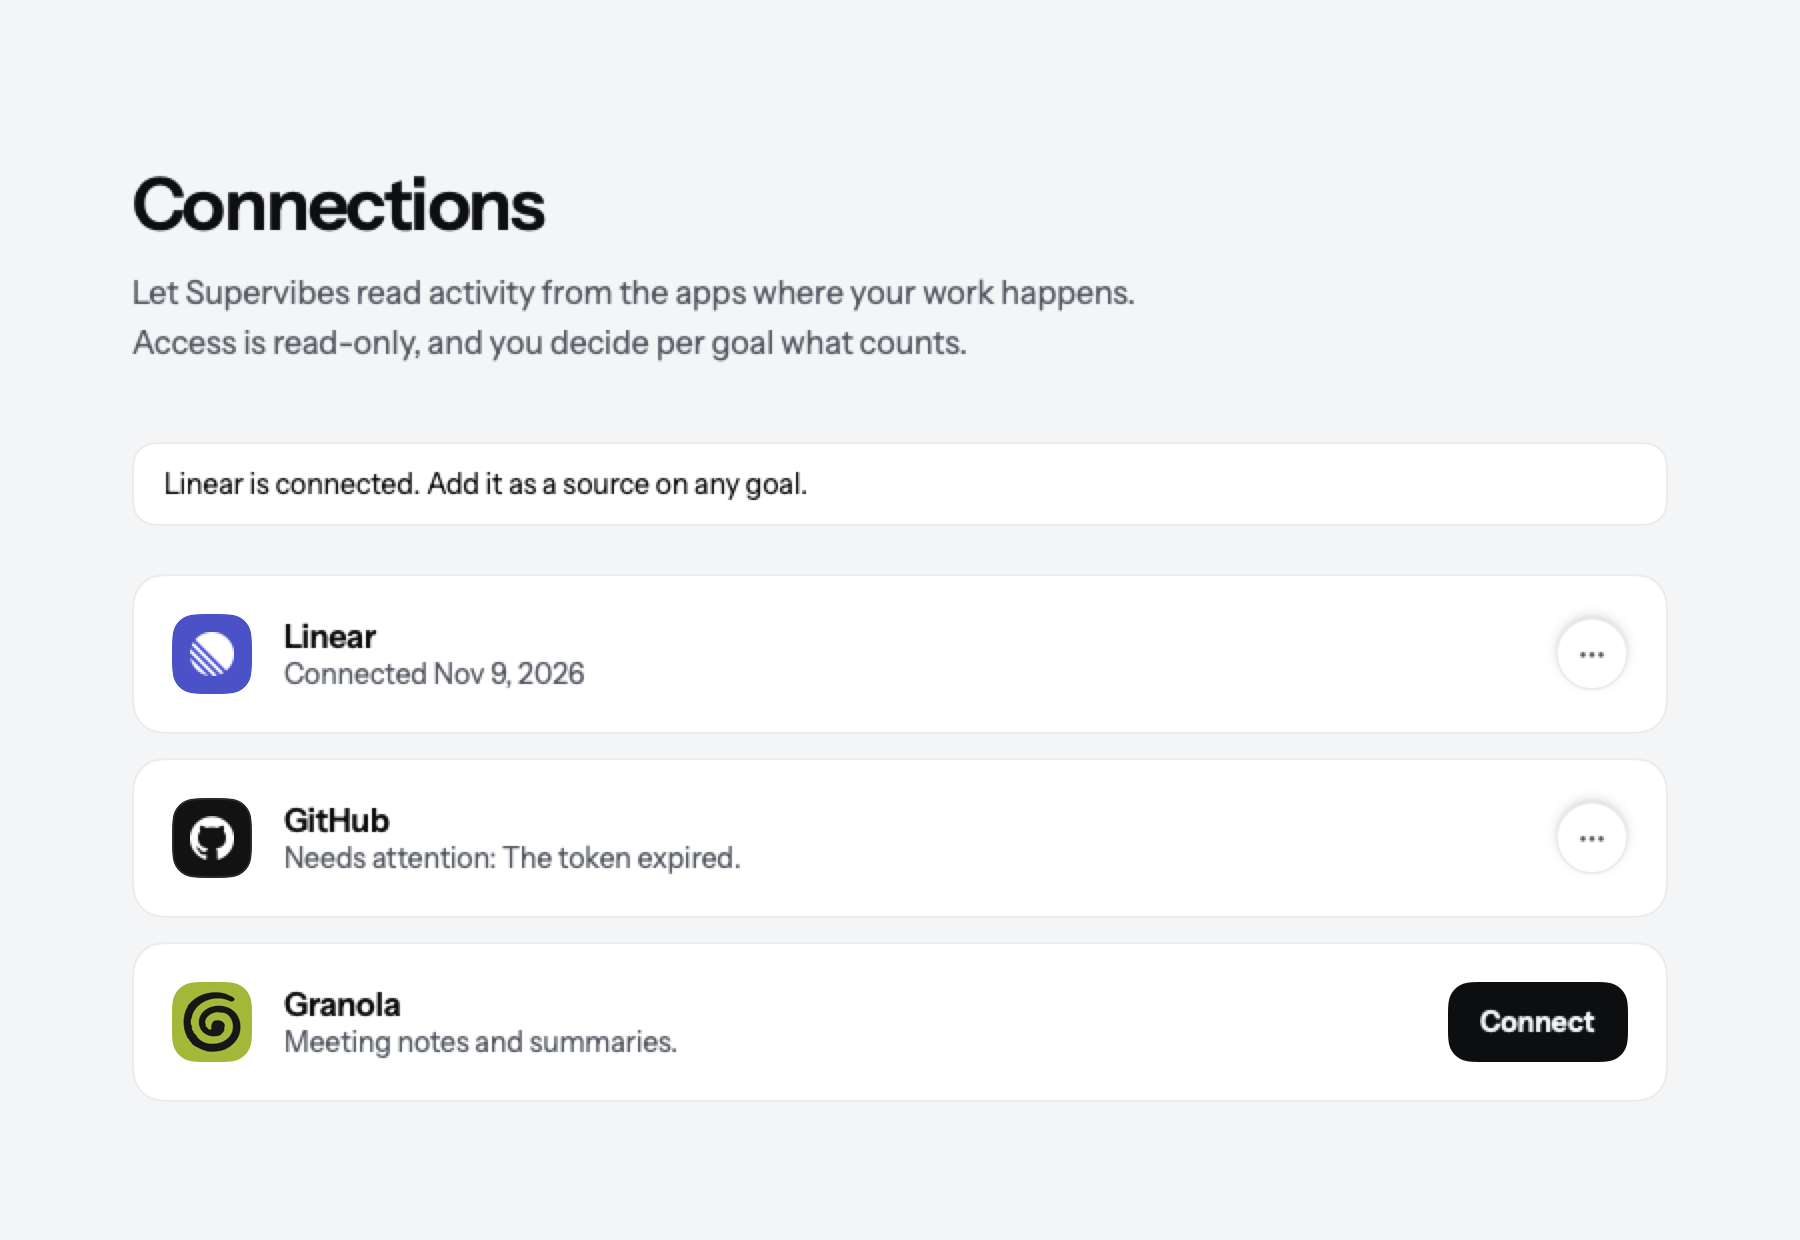 Connections
Let Supervibes read activity from the apps where your work happens.
Access is read-only, and you decide per goal what counts.
Linear is connected. Add it as a source on any goal.
Linear
Connected Nov 9, 2026
GitHub
Needs attention: The token expired.
Granola
Meeting notes and summaries.
Connect